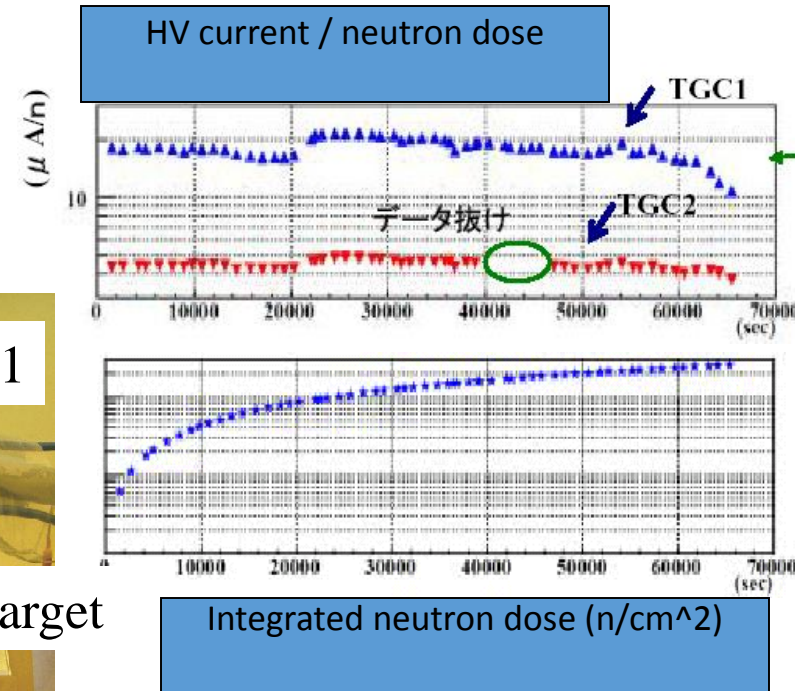 HV current / neutron dose
(μ A/n)
TGC1
10
データ抜け
TGC2
0 10000 20000 30000 40000 50000 60000 70000
(sec)
1
10000 20000 30000 40000 50000 60000 70000
(sec)
arget
Integrated neutron dose (n/cm^2)